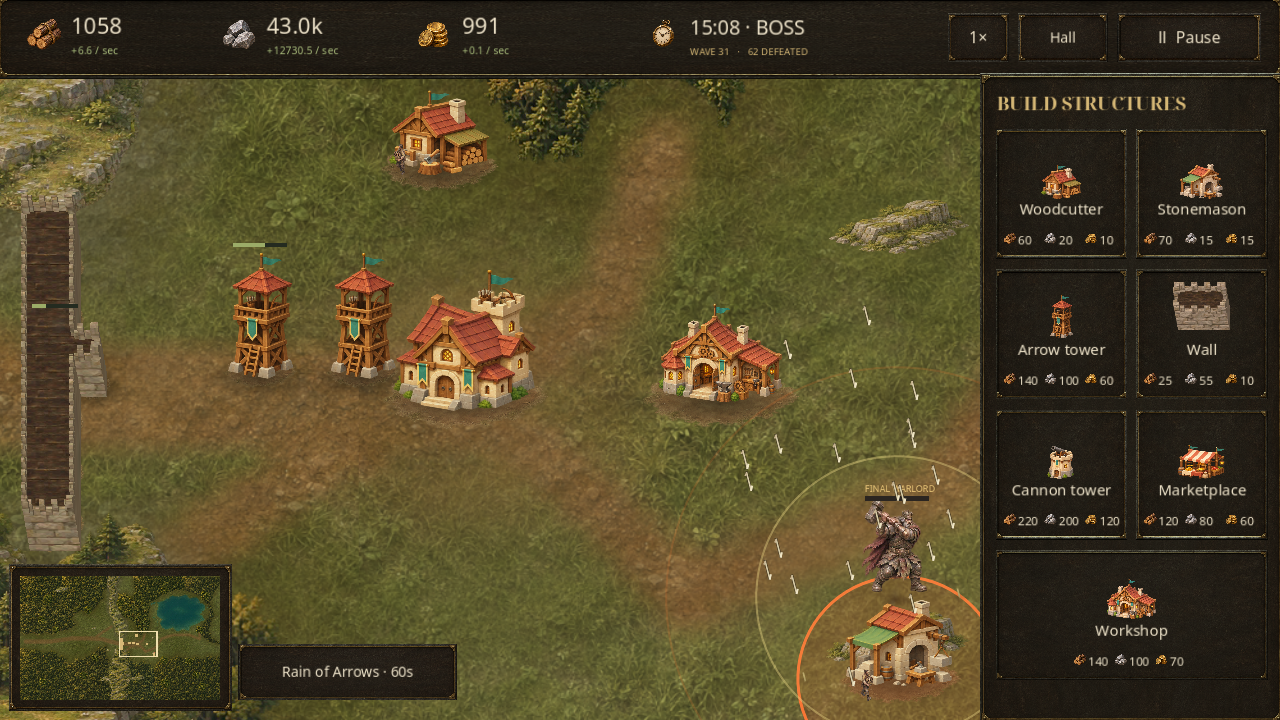 1058
+6.6 / sec
43.0k
+12730.5 / sec
991
+0.1 / sec
15:08 · BOSS
WAVE 31 · 62 DEFEATED
1×
Hall
II Pause
BUILD STRUCTURES
Woodcutter
60 20 10
Stonemason
70 15 15
Arrow tower
140 100 60
Wall
25 55 10
Cannon tower
220 200 120
Marketplace
120 80 60
Workshop
140 100 70
FINAL WARLORD
Rain of Arrows · 60s